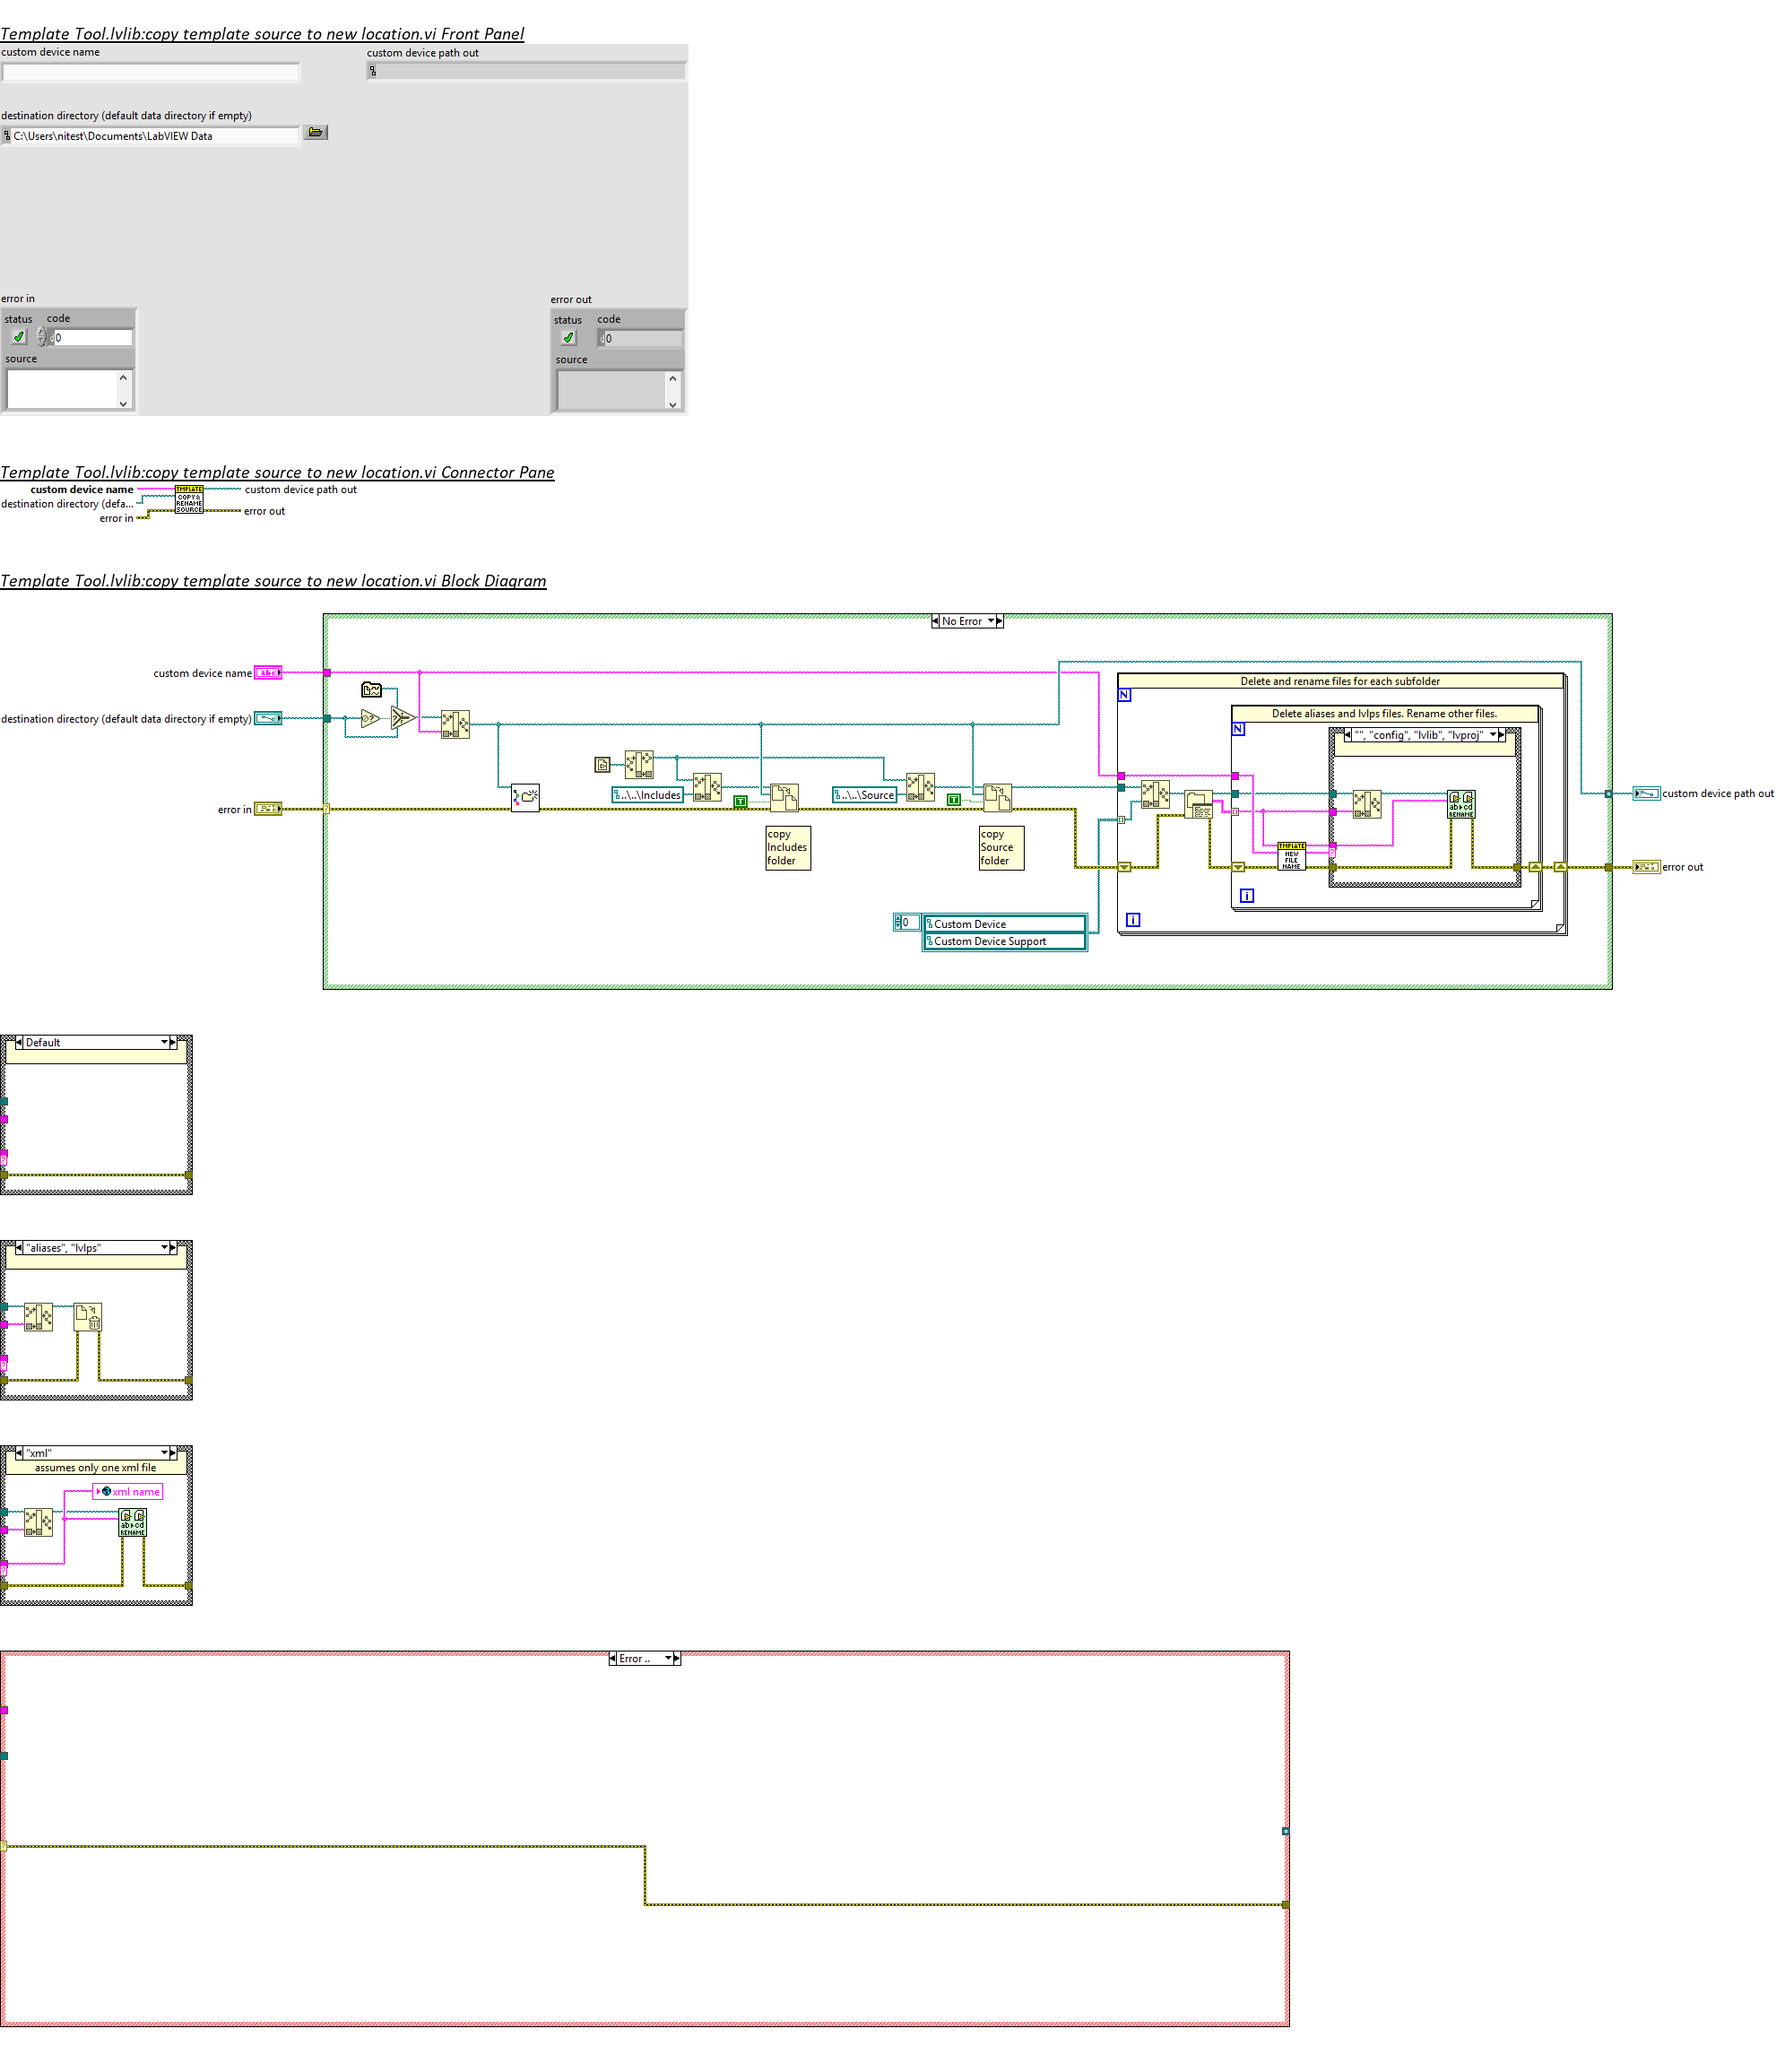 Template Tool.lvlib:copy template source to new location.vi Front Panel
custom device name
custom device path out
destination directory (default data directory if empty)
C:\Users\nitest\Documents\LabVIEW Data
error in
error out
status code
0
source
status code
0
source
Template Tool.lvlib:copy template source to new location.vi Connector Pane
custom device name
custom device path out
destination directory (defa...
error in
error out
TMPLATE
COPY&
RENAME
SOURCE
Template Tool.lvlib:copy template source to new location.vi Block Diagram
No Error
custom device name
abc
destination directory (default data directory if empty)
error in
Delete and rename files for each subfolder
N
Delete aliases and lvlps files. Rename other files.
N
"", "config", "lvlib", "lvproj"
..\..\Includes
T
..\..\Source
T
copy
Includes
folder
copy
Source
folder
TMPLATE
NEW
FILE
NAME
ab▸cd
RENAME
custom device path out
error out
i
i
0
Custom Device
Custom Device Support
Default
"aliases", "lvlps"
"xml"
assumes only one xml file
xml name
ab▸cd
RENAME
Error ..